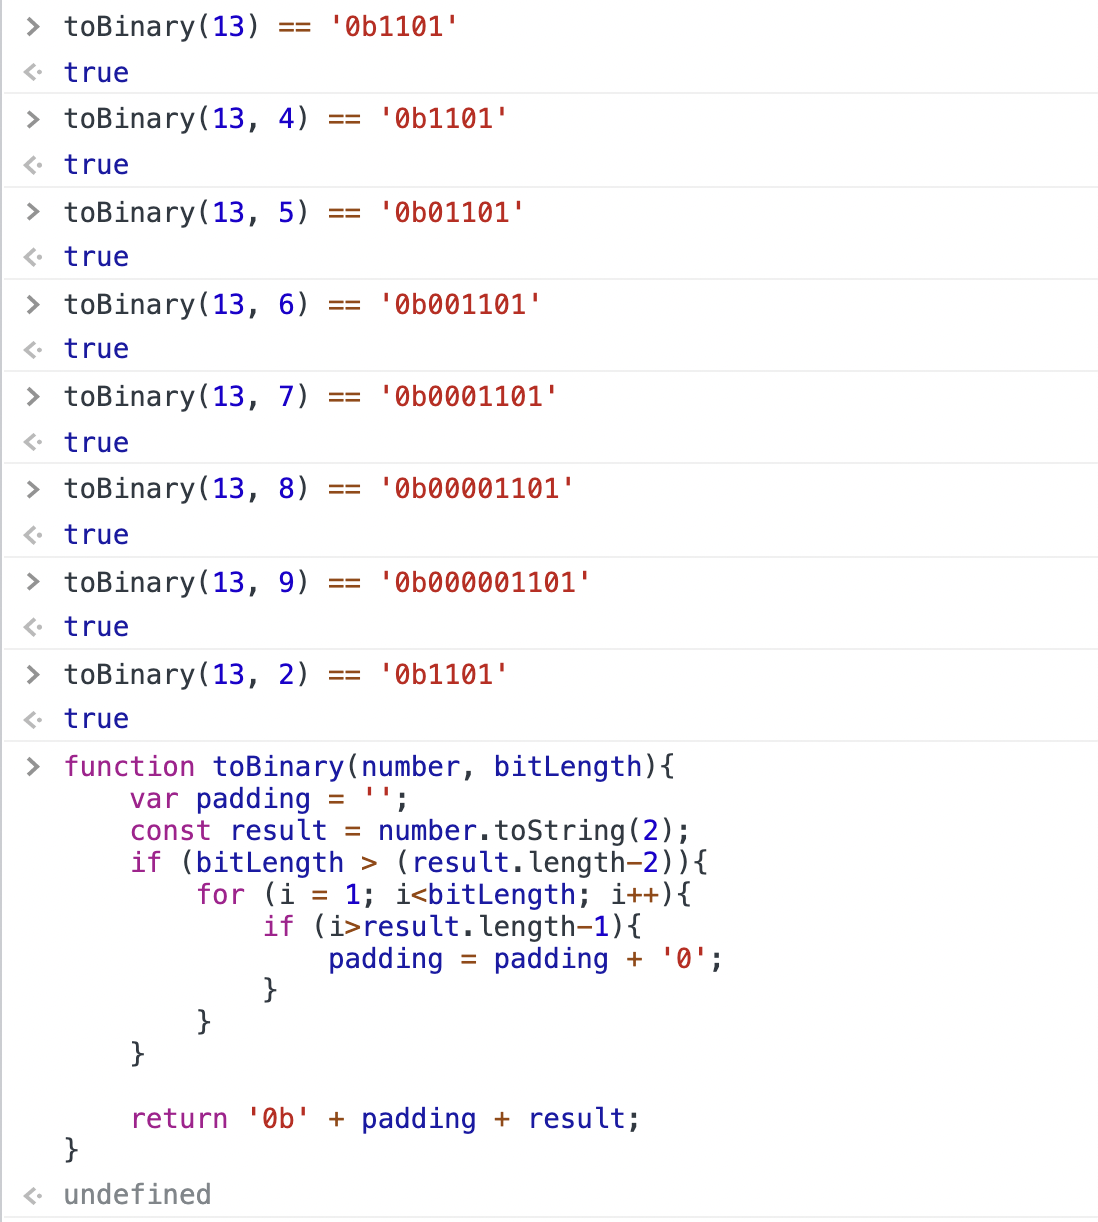 > toBinary(13) == '0b1101'
true
> toBinary(13, 4) == '0b1101'
true
> toBinary(13, 5) == '0b01101'
true
> toBinary(13, 6) == '0b001101'
true
> toBinary(13, 7) == '0b0001101'
true
> toBinary(13, 8) == '0b00001101'
true
> toBinary(13, 9) == '0b000001101'
true
> toBinary(13, 2) == '0b1101'
true
> function toBinary(number, bitLength){
    var padding = '';
    const result = number.toString(2);
    if (bitLength > (result.length-2)){
        for (i = 1; i<bitLength; i++){
            if (i>result.length-1){
                padding = padding + '0';
            }
        }
    }

    return '0b' + padding + result;
}
undefined